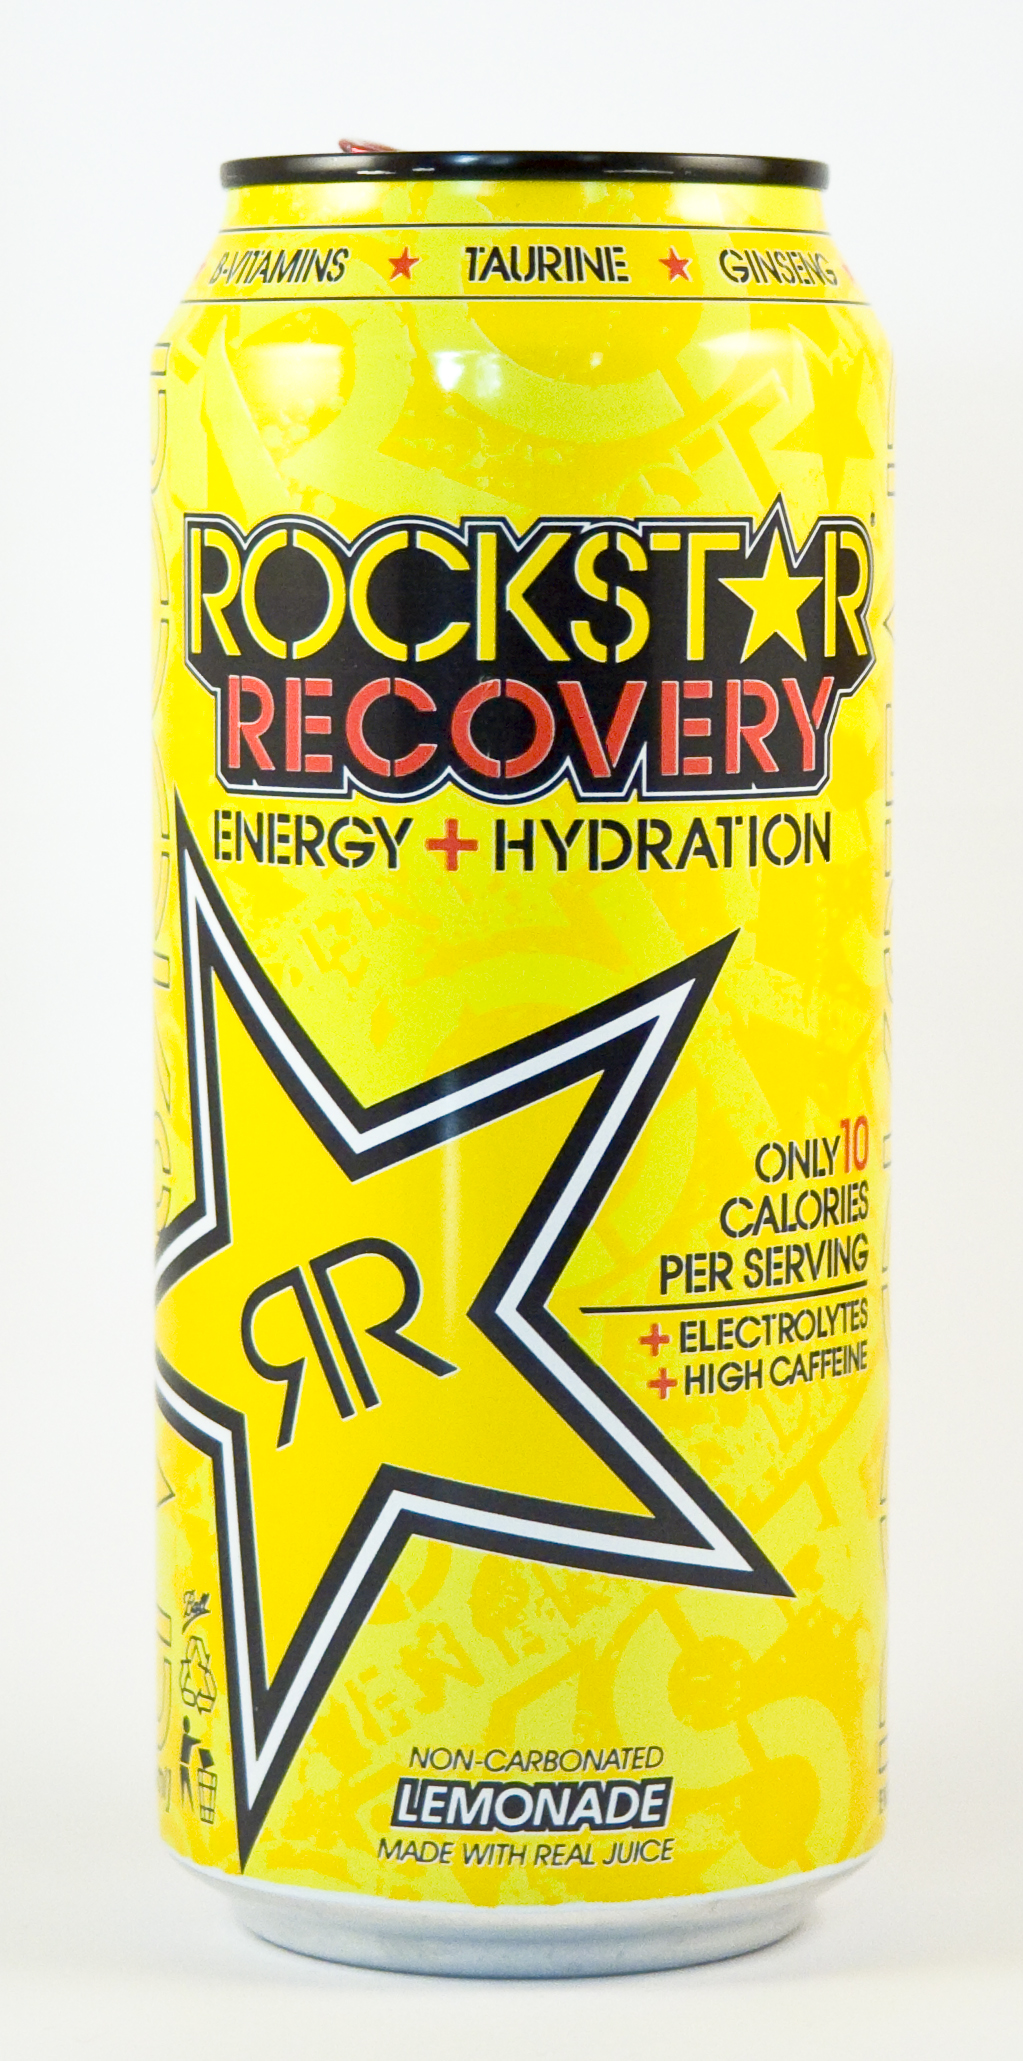 B-VITAMINS ★ TAURINE ★ GINSENG
ROCKSTAR
RECOVERY
ENERGY + HYDRATION
ONLY 10
CALORIES
PER SERVING
+ ELECTROLYTES
+ HIGH CAFFEINE
Ball
NON-CARBONATED
LEMONADE
MADE WITH REAL JUICE